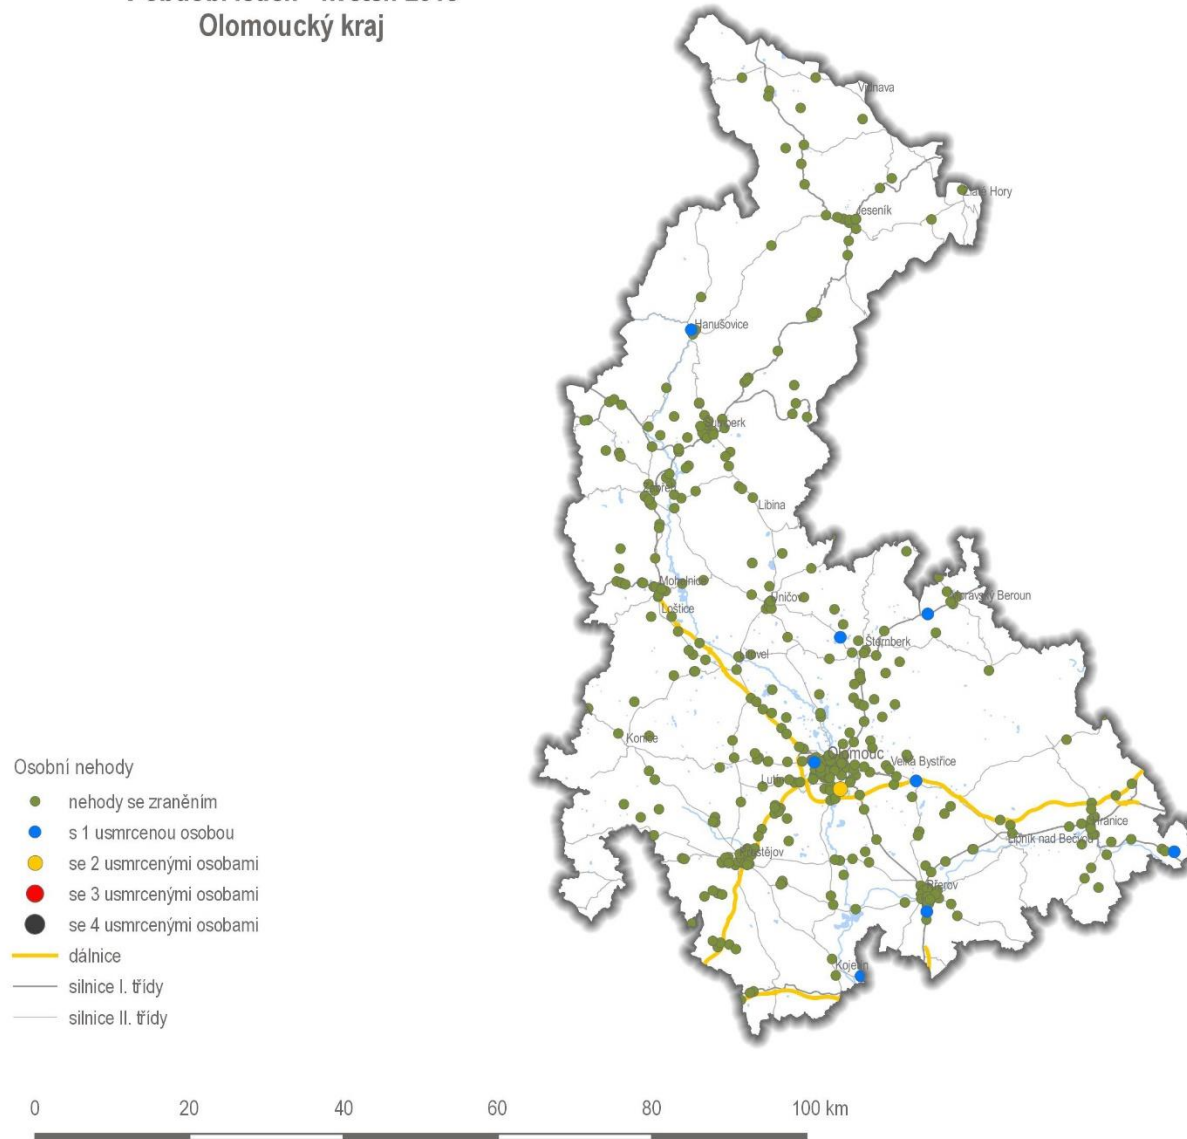 Olomoucký kraj
Vidnava
Zlaté Hory
Jeseník
Hanušovice
Šumperk
Zábřeh
Libina
Mohelnice
Loštice
Uničov
Moravský Beroun
Šternberk
Litovel
Konice
Olomouc
Velká Bystřice
Lutín
Hranice
Lipník nad Bečvou
Prostějov
Přerov
Kojetín
Osobní nehody
nehody se zraněním
s 1 usmrcenou osobou
se 2 usmrcenými osobami
se 3 usmrcenými osobami
se 4 usmrcenými osobami
dálnice
silnice I. třídy
silnice II. třídy
0 20 40 60 80 100 km